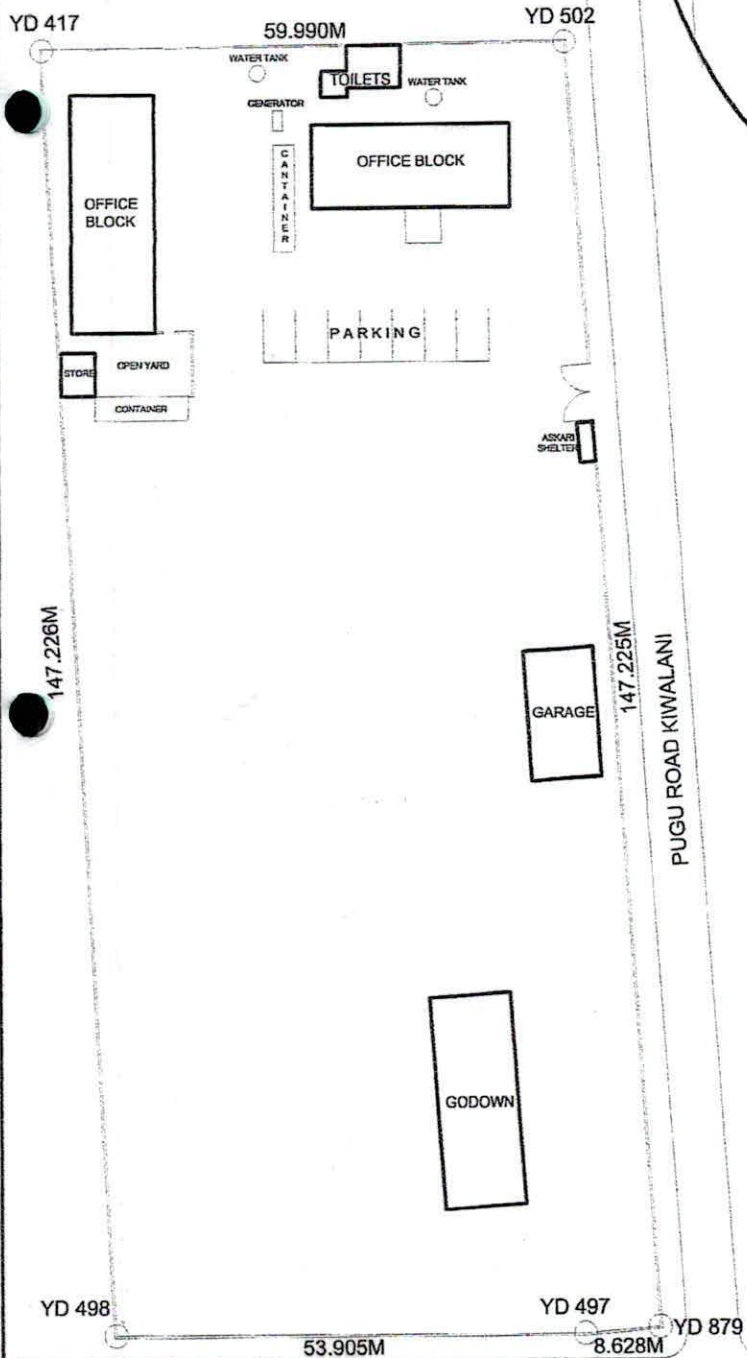 YD 417
59.990M
YD 502
WATER TANK
TOILETS
WATER TANK
GENERATOR
CANTAINER
OFFICE BLOCK
OFFICE
BLOCK
PARKING
STORE
OPEN YARD
CONTAINER
ASKARI
SHELTER
147.226M
147.225M
GARAGE
PUGU ROAD KIWALANI
GODOWN
YD 498
YD 497
YD 879
53.905M
8.628M